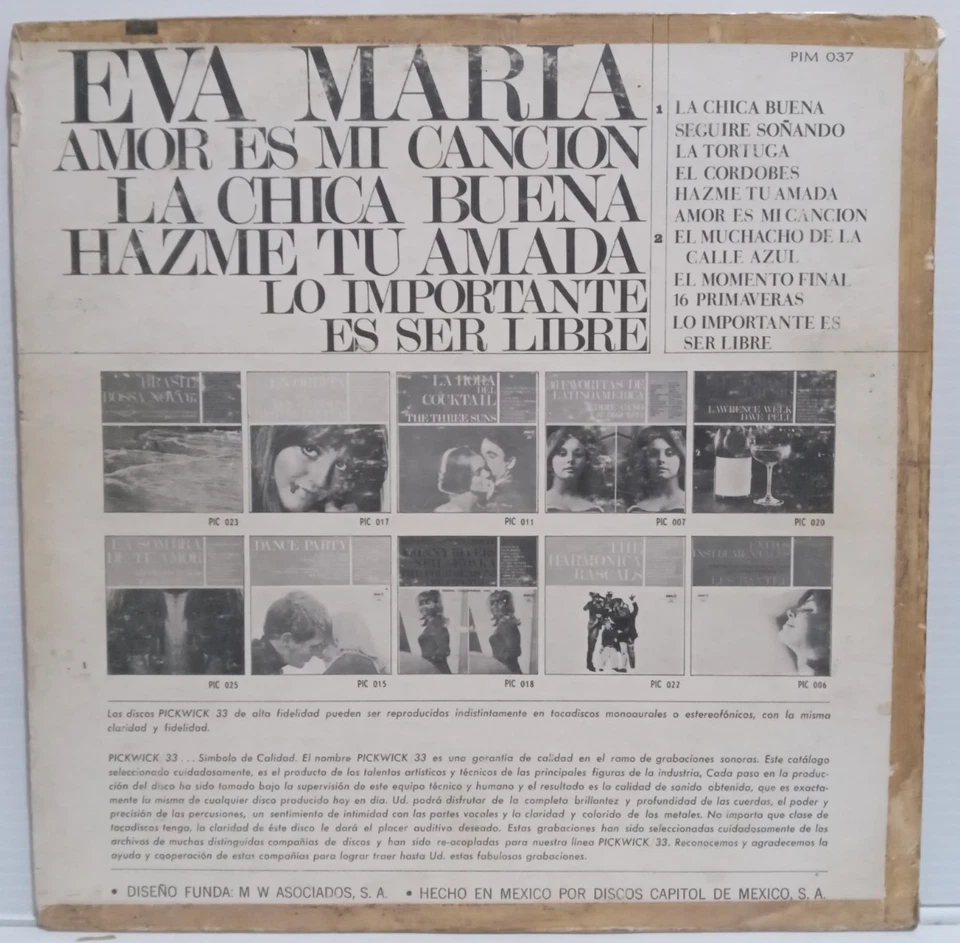 PIM 037
EVA MARIA
AMOR ES MI CANCION
LA CHICA BUENA
HAZME TU AMADA
LO IMPORTANTE
ES SER LIBRE
1 LA CHICA BUENA
SEGUIRE SOÑANDO
LA TORTUGA
EL CORDOBES
HAZME TU AMADA
AMOR ES MI CANCION
2 EL MUCHACHO DE LA
CALLE AZUL
EL MOMENTO FINAL
16 PRIMAVERAS
LO IMPORTANTE ES
SER LIBRE
BRASIL
BOSSA NOVA 67
LA HORA
DEL
COCKTAIL
THE THREE SUNS
FAVORITAS DE
LATINOAMERICA
LAWRENCE WELK
DAVE PELL
PIC 023
PIC 017
PIC 011
PIC 007
PIC 020
LA SOMBRA
DE TU AMOR
DANCE PARTY
THE
HARMONICA
RASCALS
LES BAXTER
PIC 025
PIC 015
PIC 018
PIC 022
PIC 006
Los discos PICKWICK 33 de alta fidelidad pueden ser reproducidos indistintamente en tocadiscos monoaurales o estereofónicos, con la misma
claridad y fidelidad.
PICKWICK 33 . . . Símbolo de Calidad. El nombre PICKWICK 33 es una garantía de calidad en el ramo de grabaciones sonoras. Este catálogo
seleccionado cuidadosamente, es el producto de los talentos artísticos y técnicos de las principales figuras de la industria, Cada paso en la produc-
ción del disco ha sido tomado bajo la supervisión de este equipo técnico y humano y el resultado es la calidad de sonido obtenida, que es exacta-
mente la misma de cualquier disco producido hoy en día. Ud. podrá disfrutar de la completa brillantez y profundidad de las cuerdas, el poder y
precisión de las percusiones, un sentimiento de intimidad con las partes vocales y la claridad y colorido de los metales. No importa que clase de
tocadiscos tenga, la claridad de éste disco le dará el placer auditivo deseado. Estas grabaciones han sido seleccionadas cuidadosamente de los
archivos de muchas distinguidas compañías de discos y han sido re-acopladas para nuestra línea PICKWICK 33. Reconocemos y agradecemos la
ayuda y cooperación de estas compañías para lograr traer hasta Ud. estas fabulosas grabaciones.
• DISEÑO FUNDA: M W ASOCIADOS, S. A. • HECHO EN MEXICO POR DISCOS CAPITOL DE MEXICO, S. A.